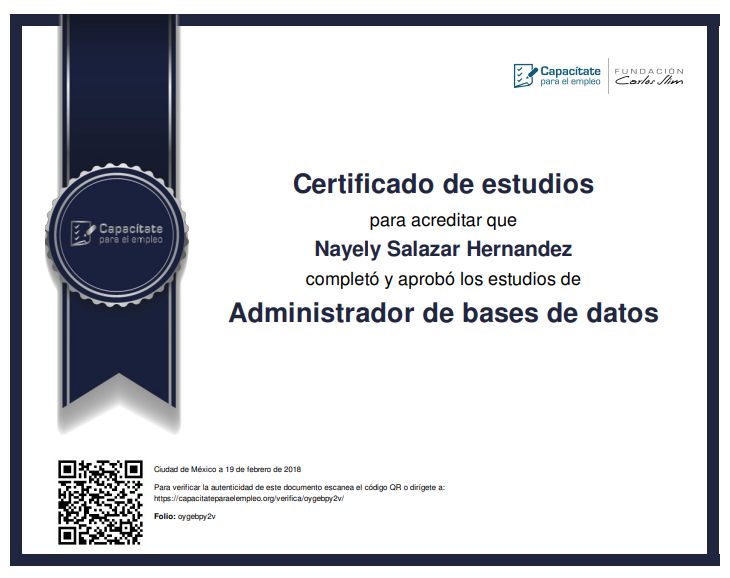 Capacítate
para el empleo
FUNDACIÓN
Carlos Slim
Certificado de estudios
para acreditar que
Nayely Salazar Hernandez
completó y aprobó los estudios de
Administrador de bases de datos
Capacítate
para el empleo
Ciudad de México a 19 de febrero de 2018
Para verificar la autenticidad de este documento escanea el código QR o dirígete a:
https://capacitateparaelempleo.org/verifica/oygebpy2v/
Folio: oygebpy2v